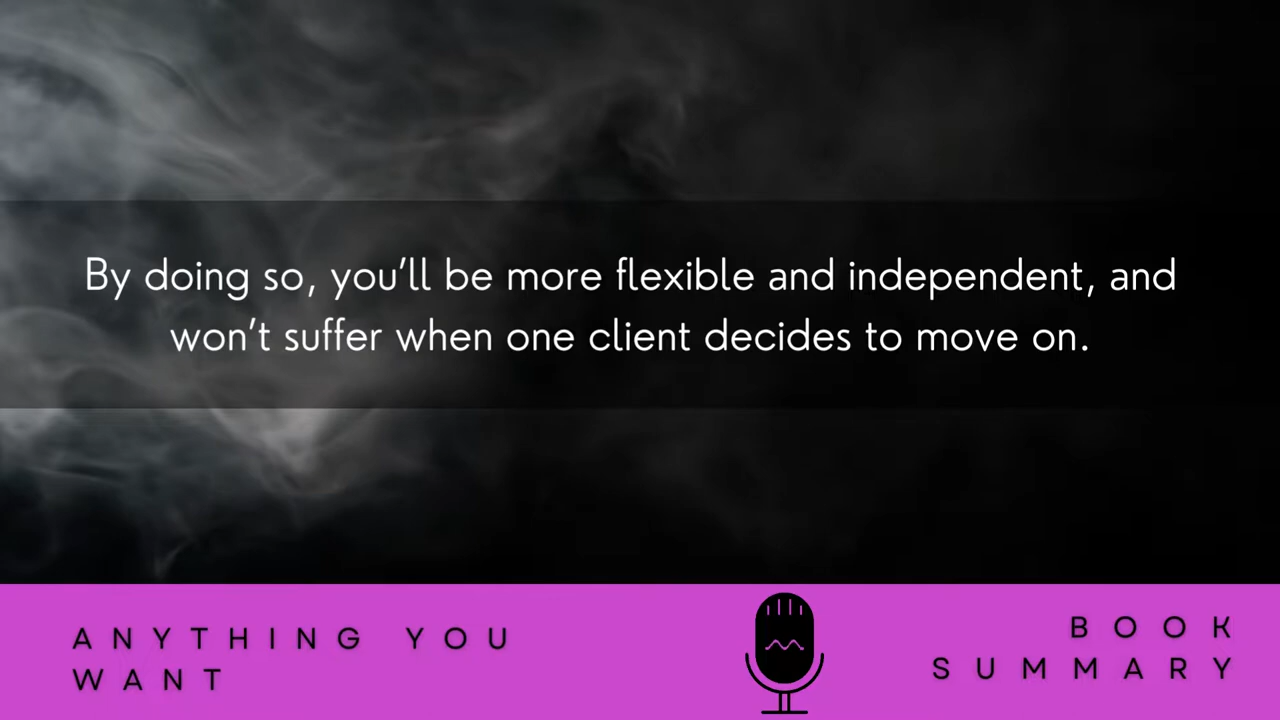 By doing so, you’ll be more flexible and independent, and
won’t suffer when one client decides to move on.
ANYTHING YOU
WANT
BOOK
SUMMARY